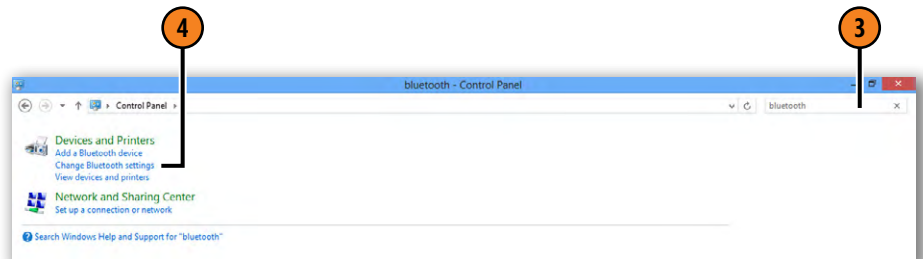 4
3
bluetooth - Control Panel
Control Panel
bluetooth
Devices and Printers
Add a Bluetooth device
Change Bluetooth settings
View devices and printers
Network and Sharing Center
Set up a connection or network
Search Windows Help and Support for "bluetooth"